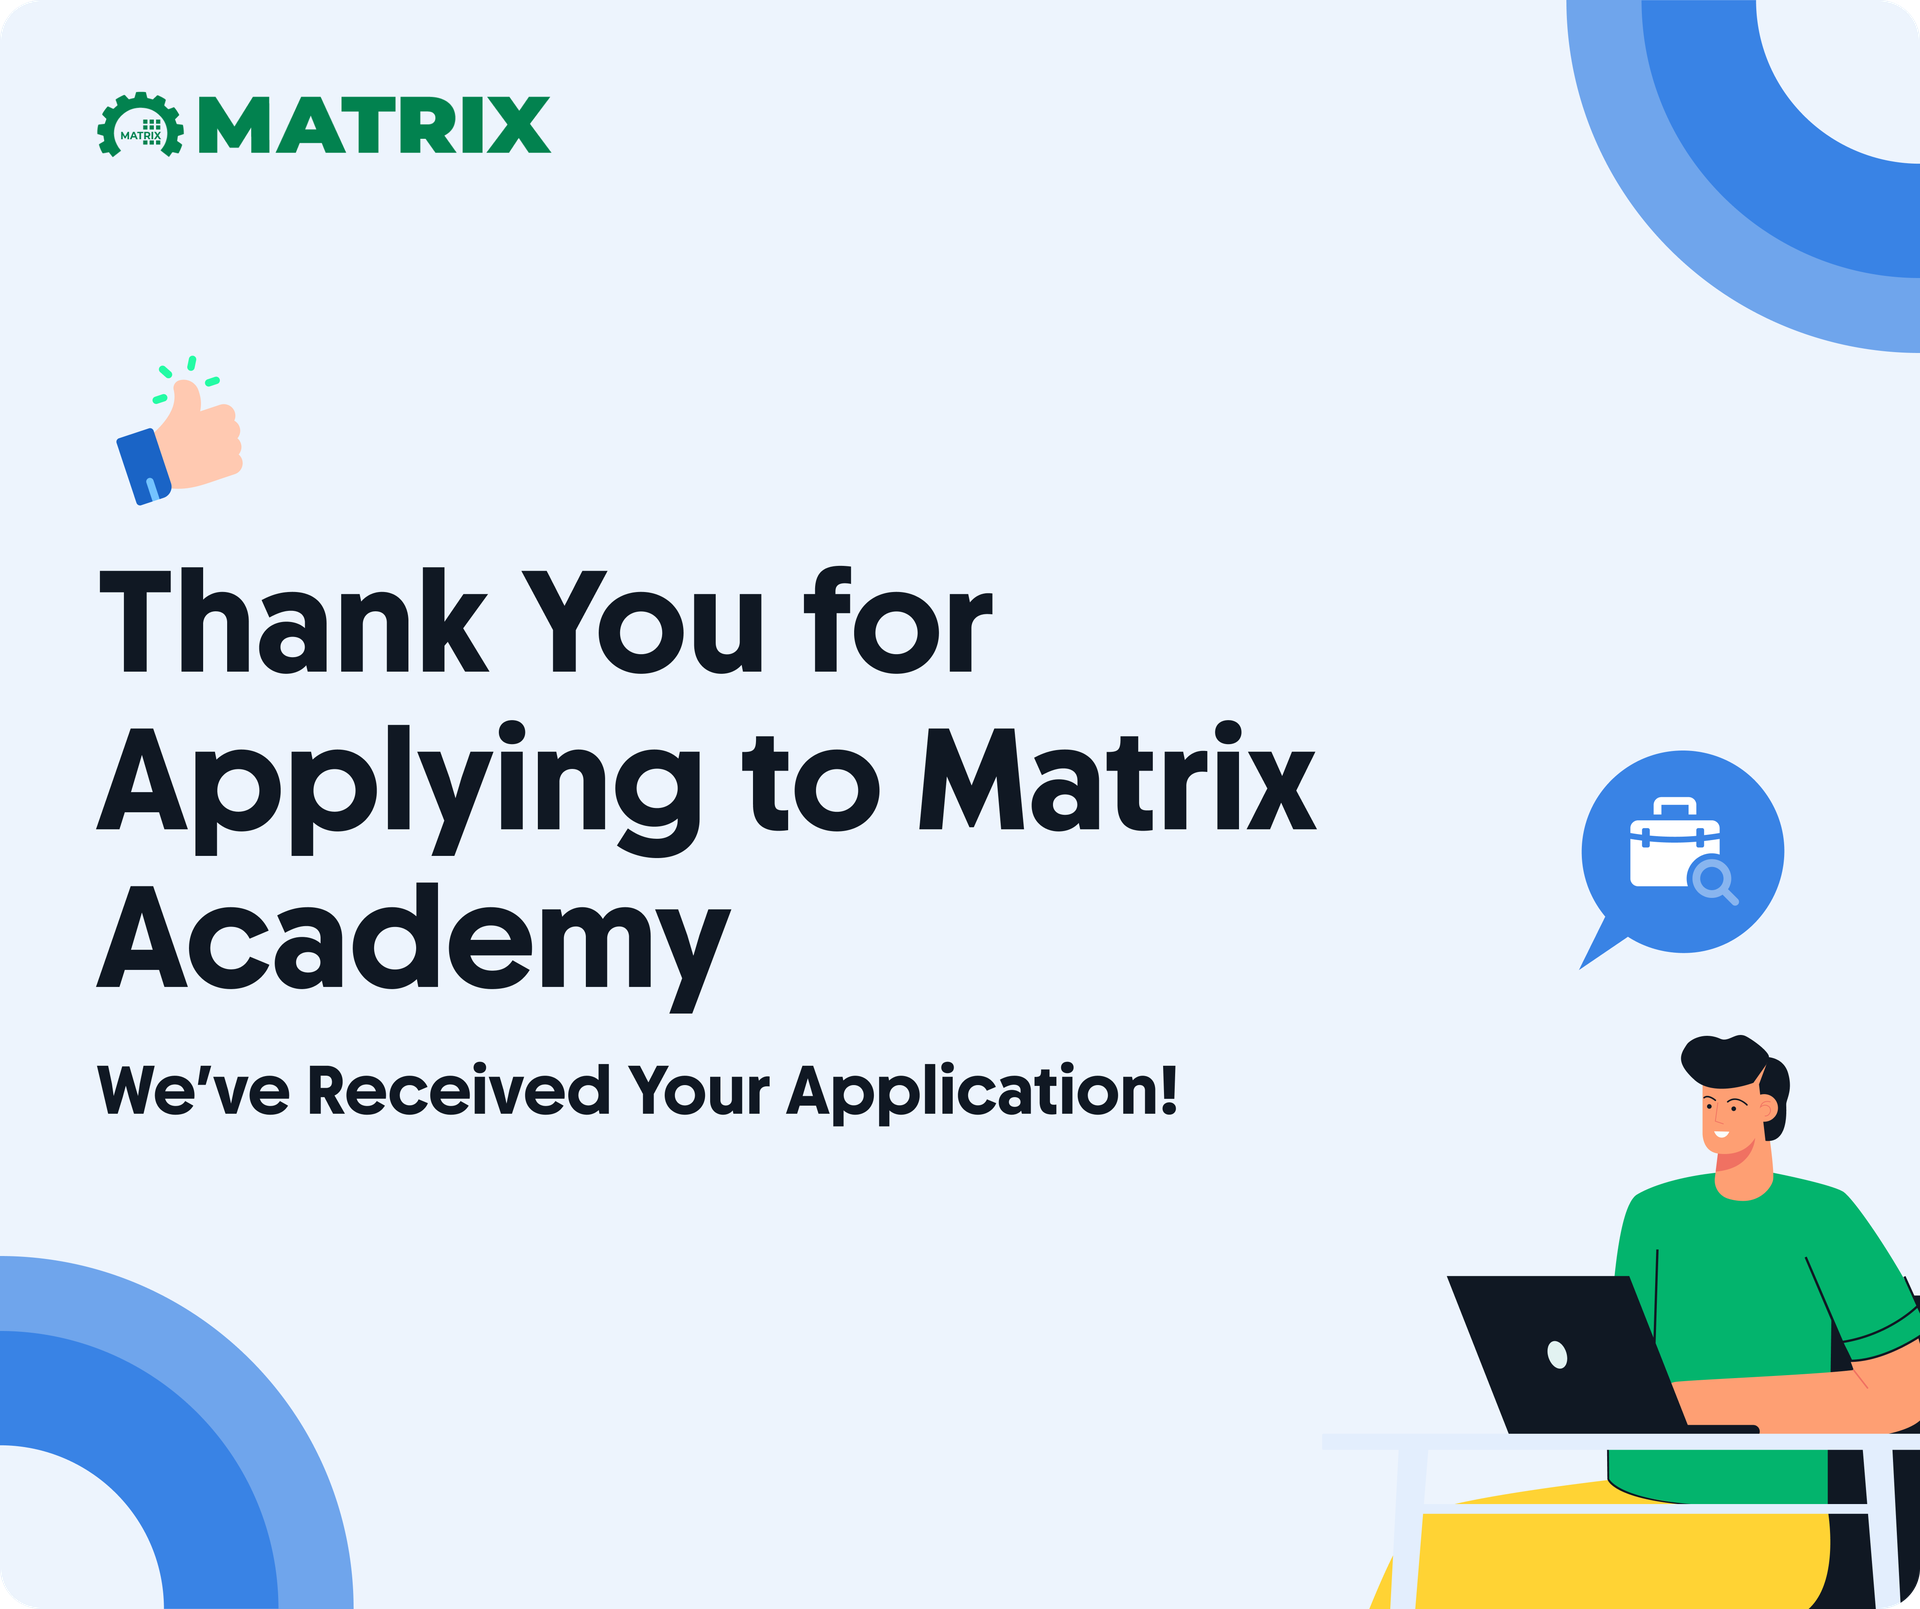 MATRIX
MATRIX
Thank You for
Applying to Matrix
Academy
We've Received Your Application!